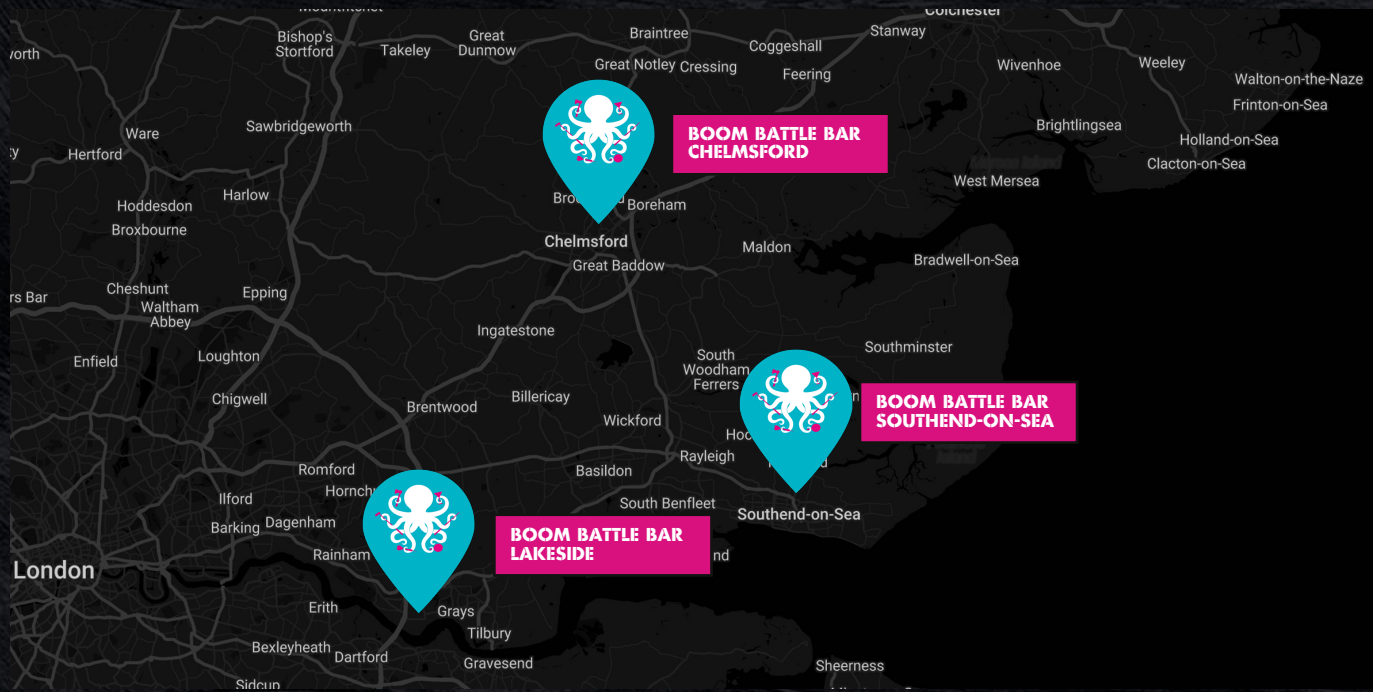 Colchester
Bishop's
Stortford
Takeley
Great
Dunmow
Braintree
Coggeshall
Stanway
Great Notley
Cressing
Feering
Wivenhoe
Weeley
Walton-on-the-Naze
Frinton-on-Sea
Ware
Sawbridgeworth
BOOM BATTLE BAR
CHELMSFORD
Brightlingsea
Holland-on-Sea
Hertford
Clacton-on-Sea
West Mersea
Harlow
Hoddesdon
Boreham
Broxbourne
Chelmsford
Maldon
Great Baddow
Bradwell-on-Sea
Cheshunt
Epping
rs Bar
Waltham
Abbey
Ingatestone
Enfield
Loughton
South
Woodham
Ferrers
Southminster
Chigwell
Brentwood
Billericay
BOOM BATTLE BAR
SOUTHEND-ON-SEA
Wickford
Rayleigh
Romford
Basildon
Ilford
South Benfleet
Southend-on-Sea
Barking
Dagenham
BOOM BATTLE BAR
LAKESIDE
Rainham
nd
London
Erith
Grays
Tilbury
Bexleyheath
Dartford
Gravesend
Sheerness
Sidcup